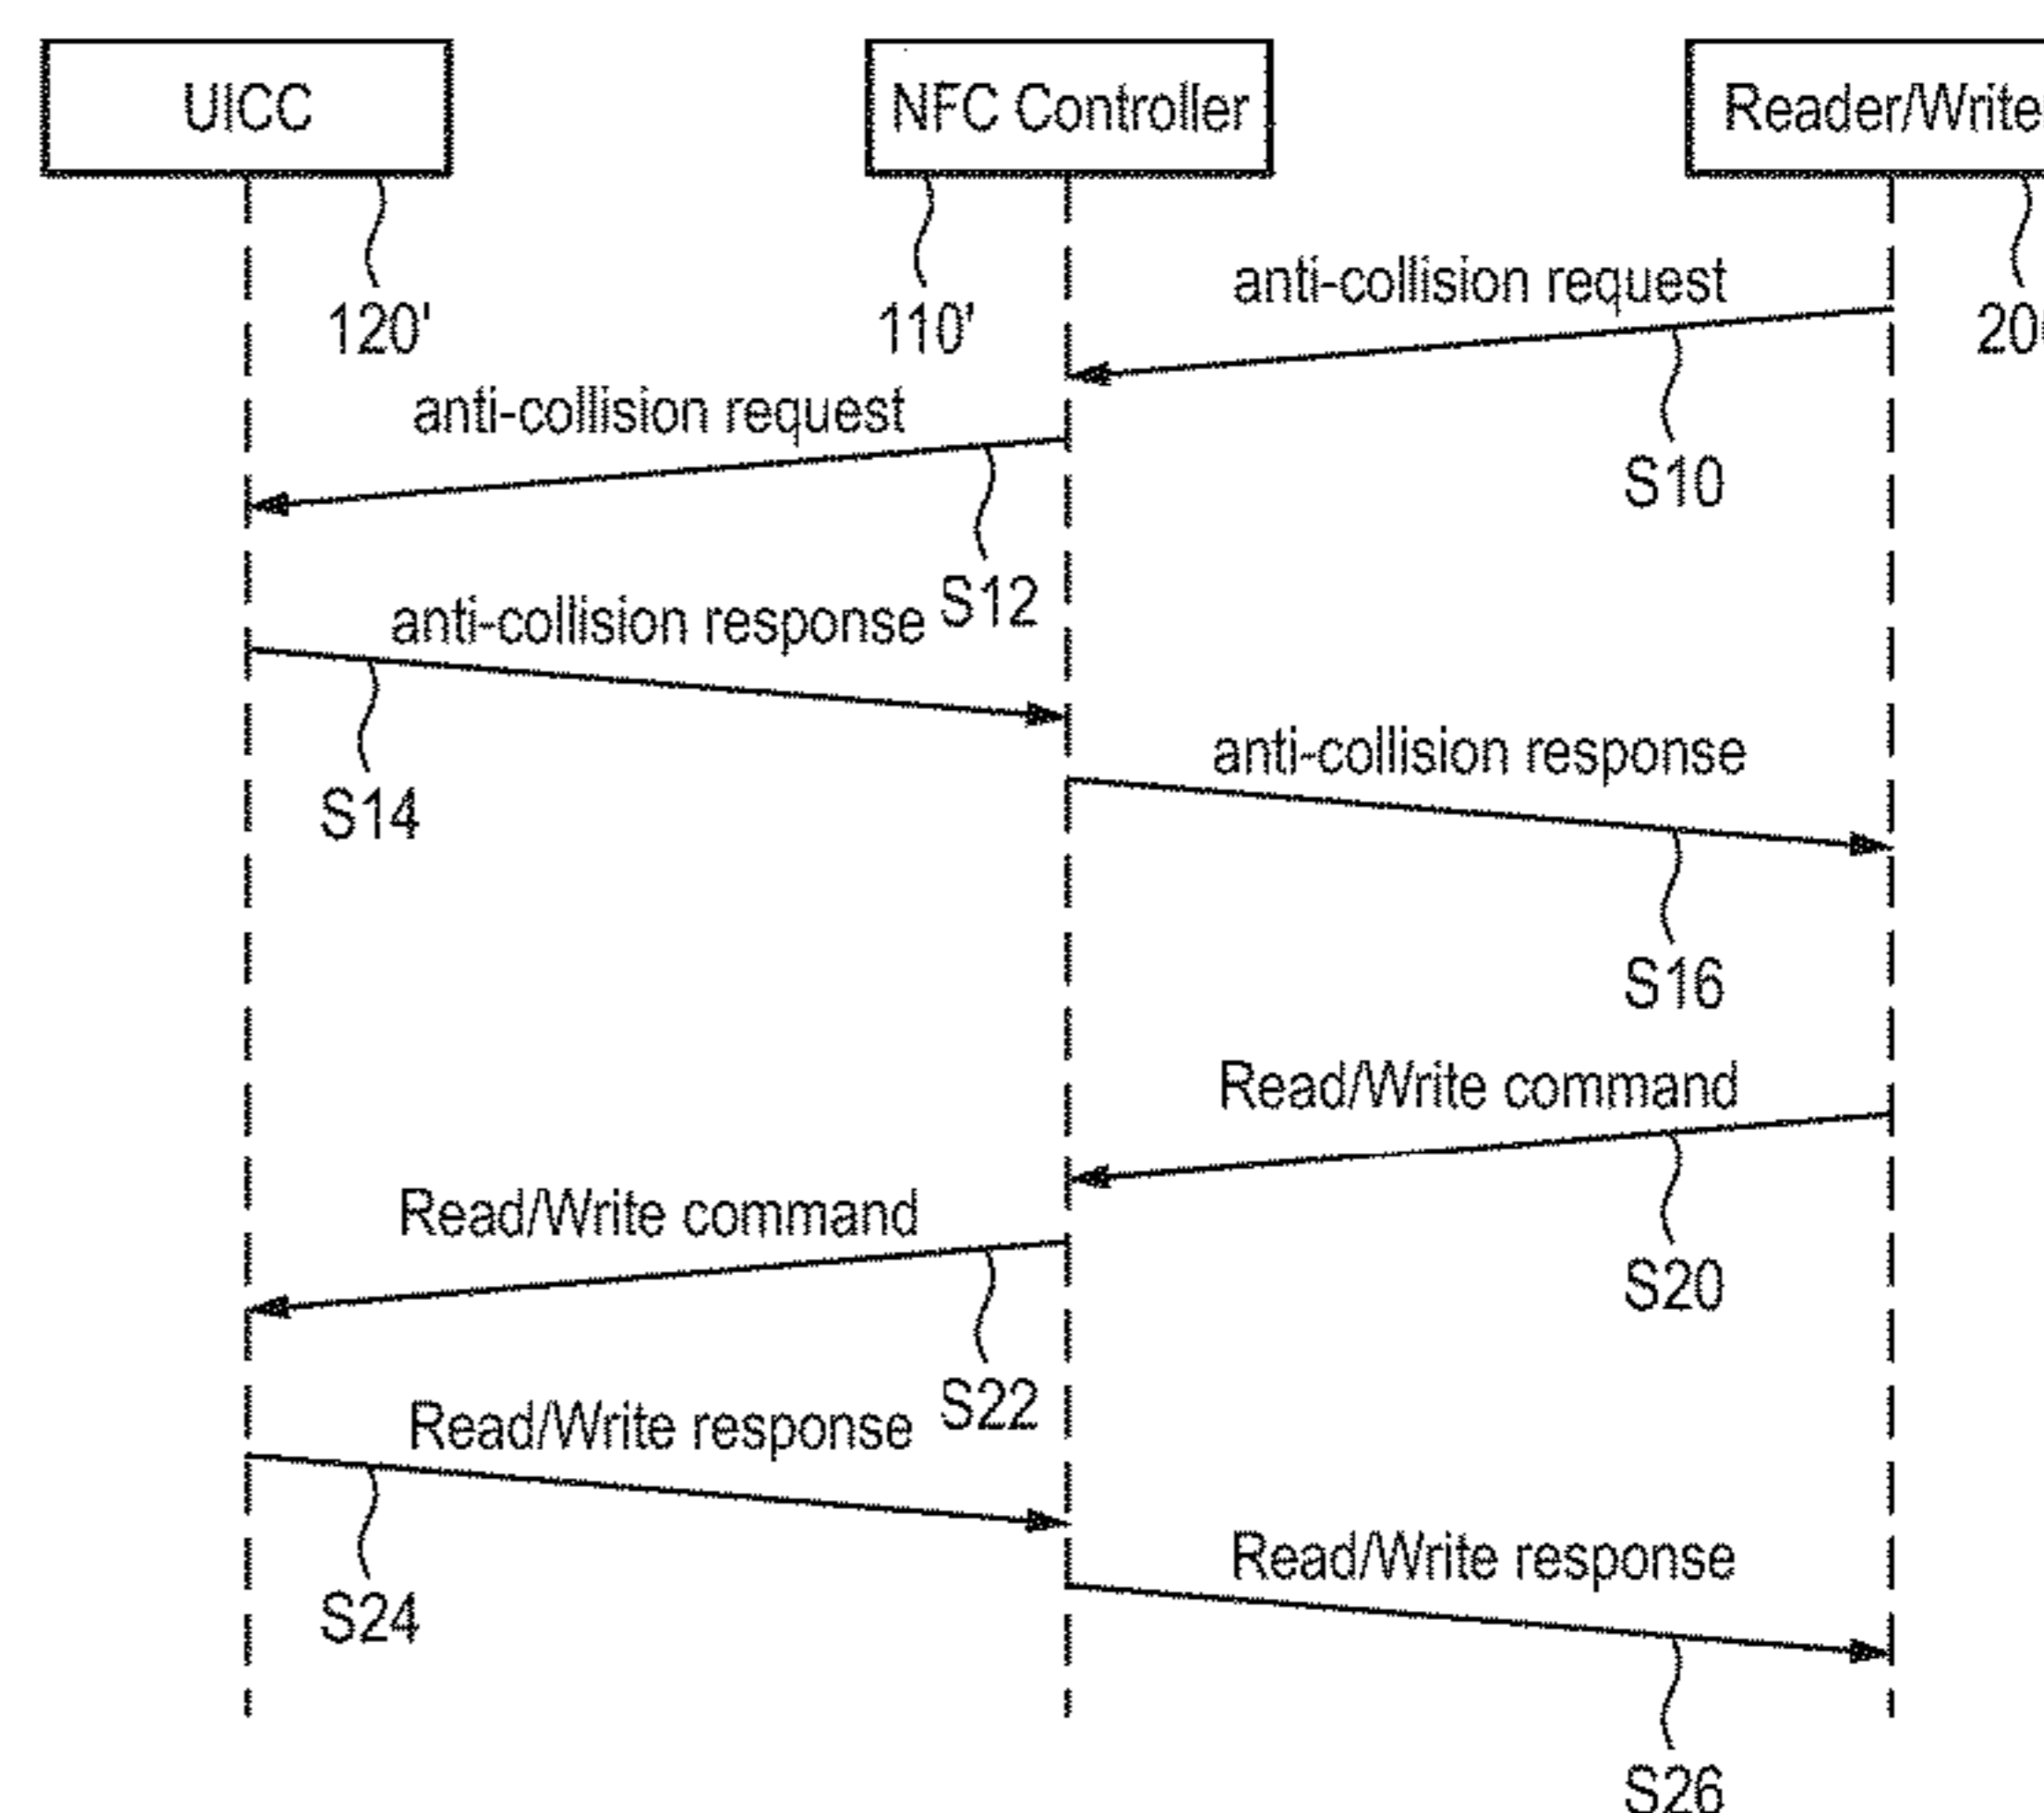 UICC
NFC Controller
Reader/Write
120'
110'
20
anti-collision request
S10
anti-collision request
S12
anti-collision response
S14
anti-collision response
S16
Read/Write command
S20
Read/Write command
S22
Read/Write response
S24
Read/Write response
S26